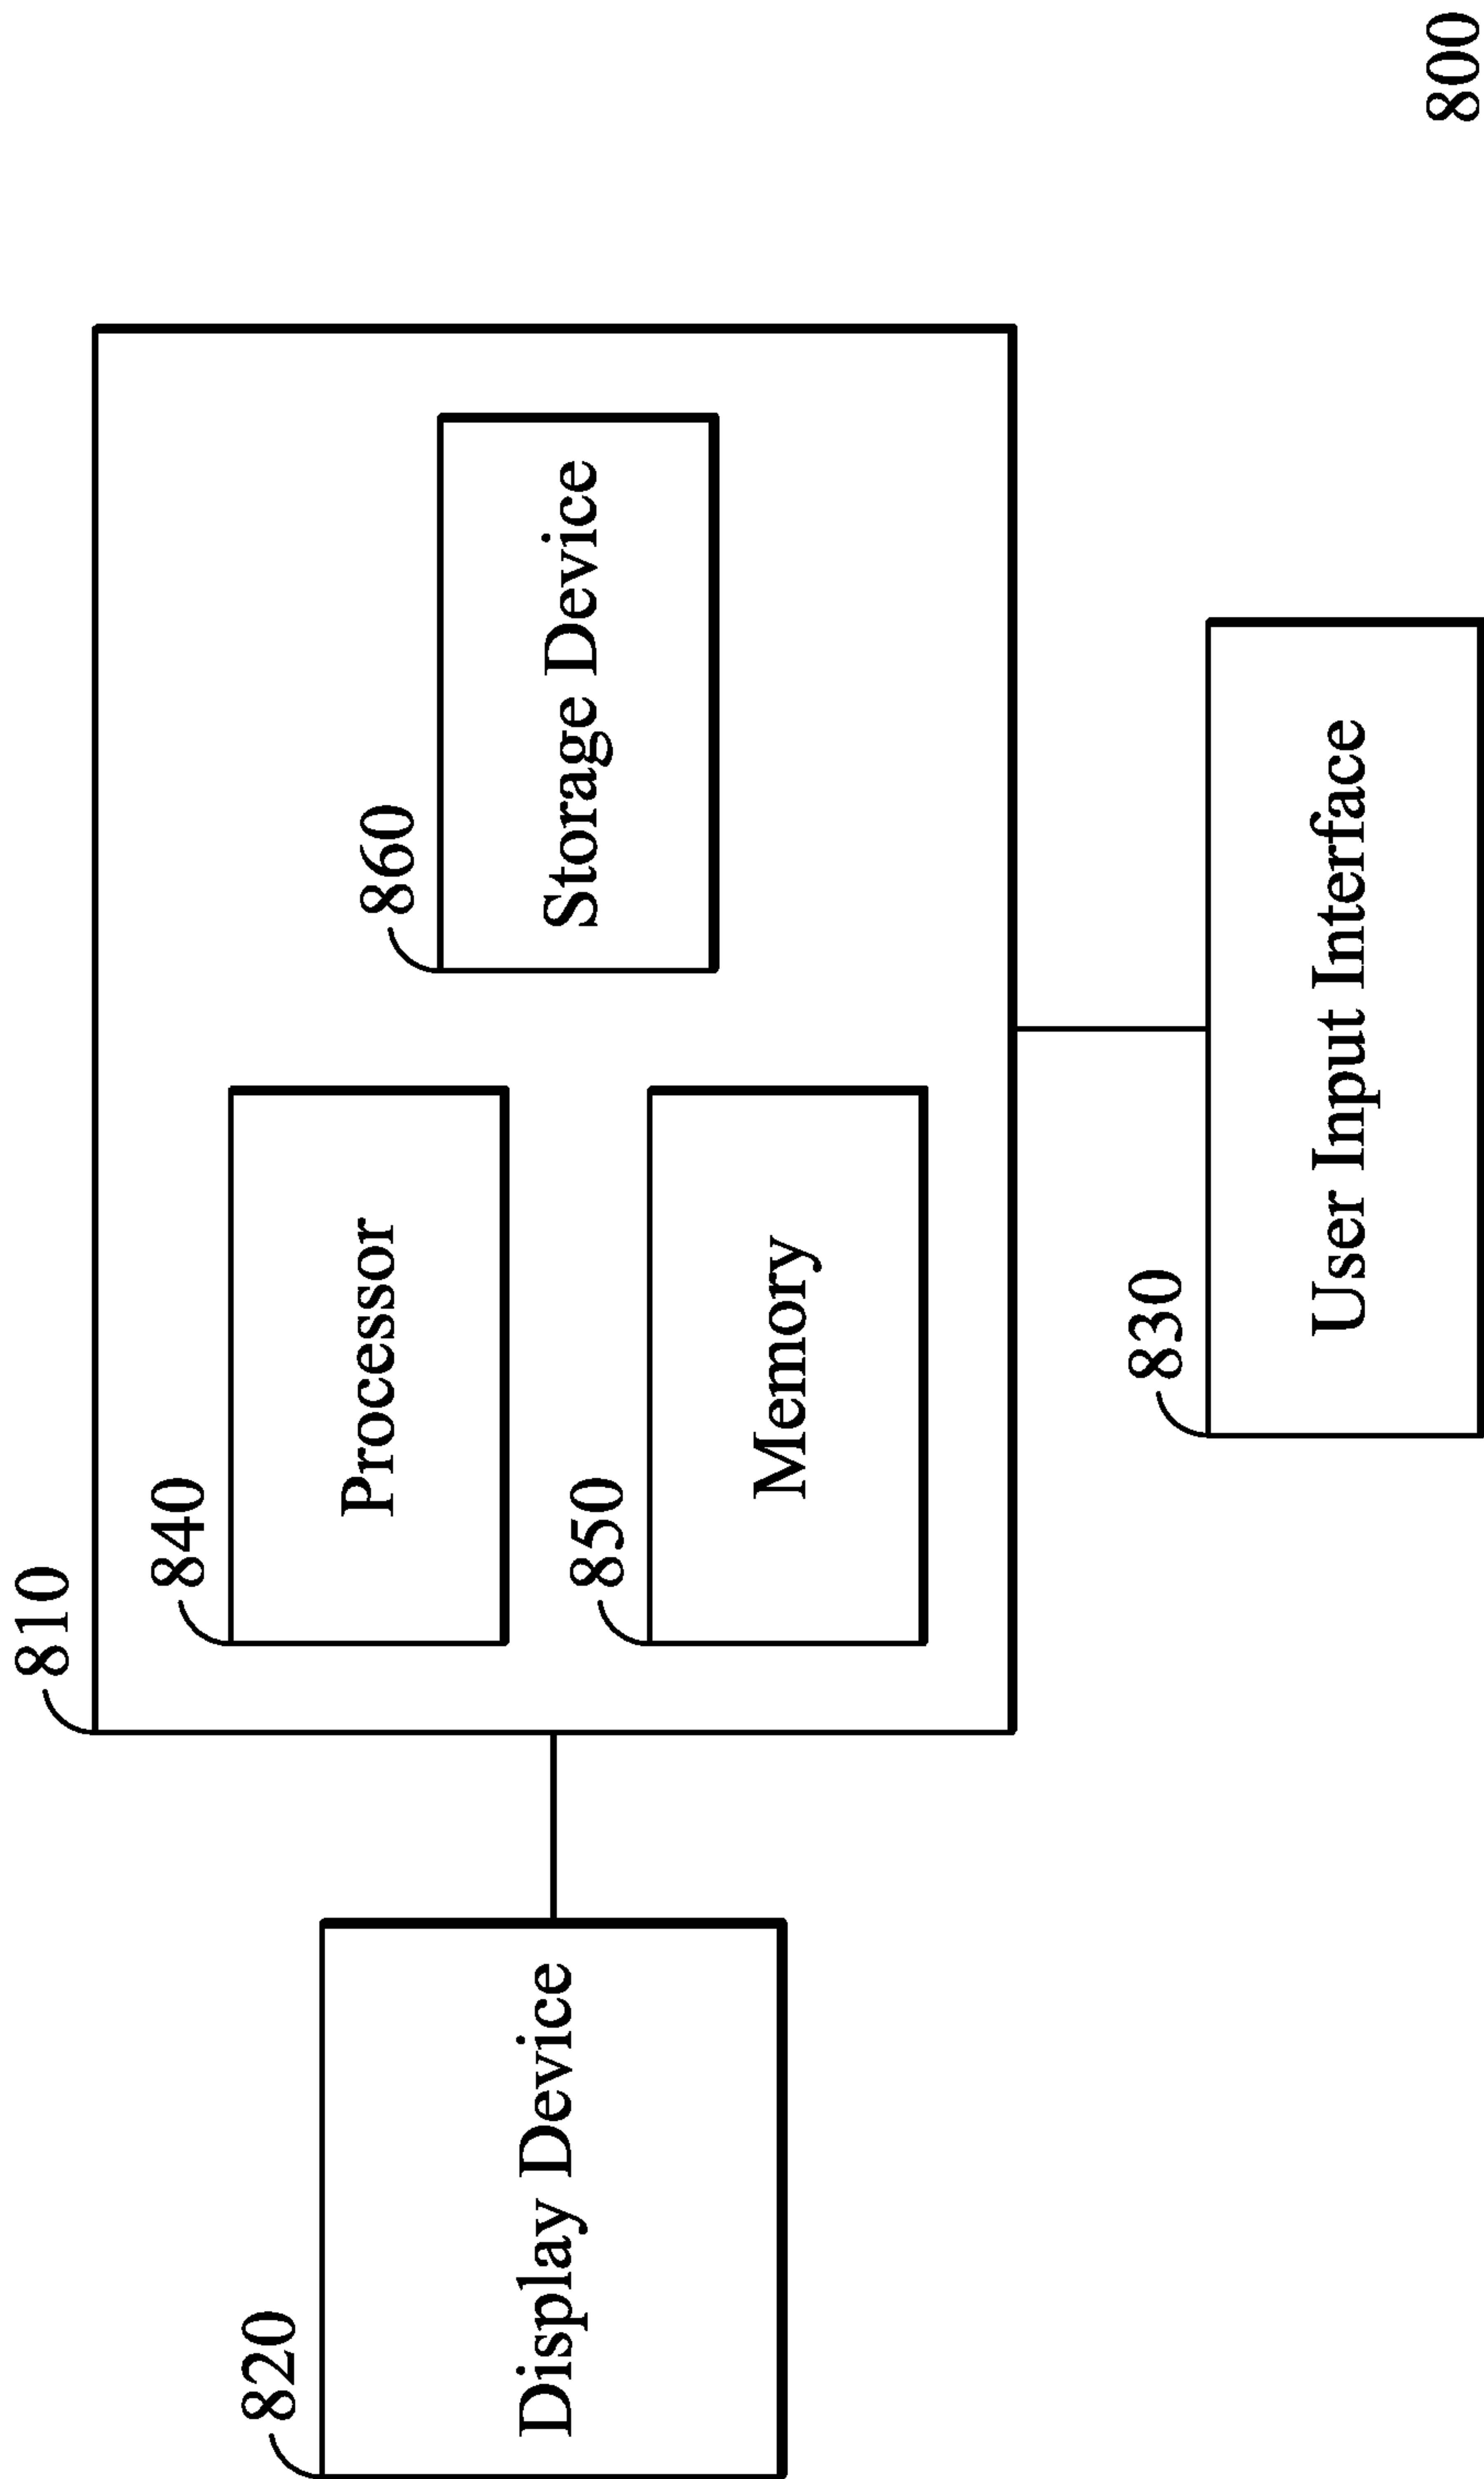 810
840
Processor
860
820
Storage Device
Display Device
850
Memory
830
User Input Interface
800